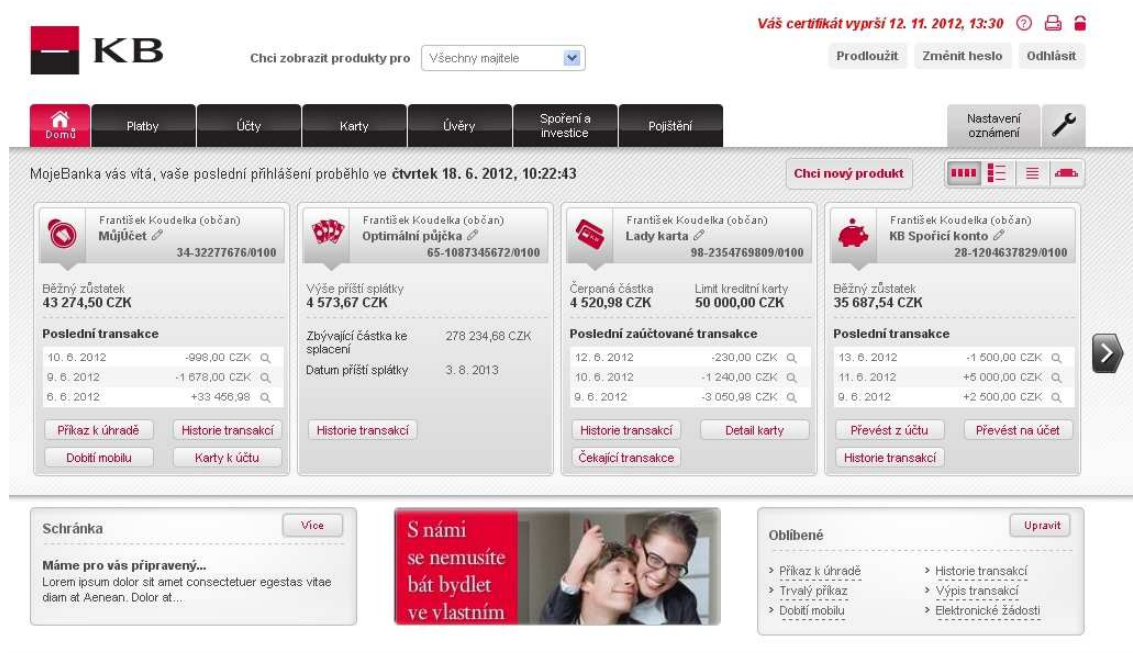 Váš certifikát vyprší 12. 11. 2012, 13:30
KB
Chci zobrazit produkty pro Všechny majitele
Prodloužit Změnit heslo Odhlásit
Domů Platby Účty Karty Úvěry Spoření a investice Pojištění Nastavení oznámení
MojeBanka vás vítá, vaše poslední přihlášení proběhlo ve čtvrtek 18. 6. 2012, 10:22:43 Chci nový produkt
František Koudelka (občan)
MůjÚčet
34-32277676/0100
Běžný zůstatek
43 274,50 CZK
Poslední transakce
10. 6. 2012 -998,00 CZK
9. 6. 2012 -1 678,00 CZK
6. 6. 2012 +33 456,98
Příkaz k úhradě Historie transakcí
Dobití mobilu Karty k účtu
František Koudelka (občan)
Optimální půjčka
65-1087345672/0100
Výše příští splátky
4 573,67 CZK
Zbývající částka ke splacení 278 234,68 CZK
Datum příští splátky 3. 8. 2013
Historie transakcí
František Koudelka (občan)
Lady karta
98-2354769809/0100
Čerpaná částka Limit kreditní karty
4 520,98 CZK 50 000,00 CZK
Poslední zaúčtované transakce
12. 6. 2012 -230,00 CZK
10. 6. 2012 -1 240,00 CZK
9. 6. 2012 -3 050,98 CZK
Historie transakcí Detail karty
Čekající transakce
František Koudelka (občan)
KB Spořicí konto
28-1204637829/0100
Běžný zůstatek
35 687,54 CZK
Poslední transakce
13. 6. 2012 -1 500,00 CZK
11. 6. 2012 +5 000,00 CZK
9. 6. 2012 +2 500,00 CZK
Převést z účtu Převést na účet
Historie transakcí
Schránka Více
Máme pro vás připravený...
Lorem ipsum dolor sit amet consectetuer egestas vitae
diam at Aenean. Dolor at...
S námi
se nemusíte
bát bydlet
ve vlastním
Oblíbené Upravit
Příkaz k úhradě Historie transakcí
Trvalý příkaz Výpis transakcí
Dobití mobilu Elektronické žádosti